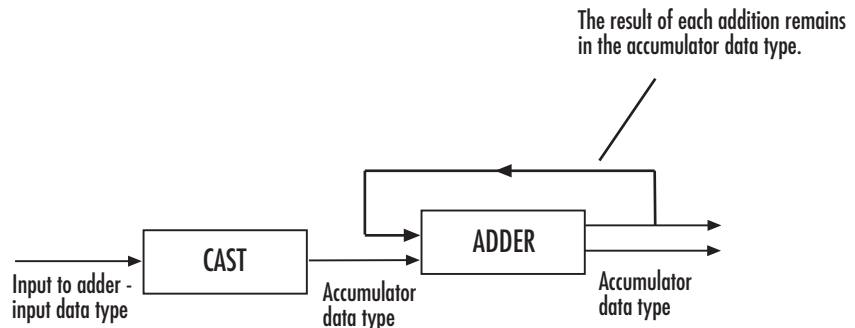 The result of each addition remains
in the accumulator data type.
CAST
ADDER
Input to adder -
input data type
Accumulator
data type
Accumulator
data type